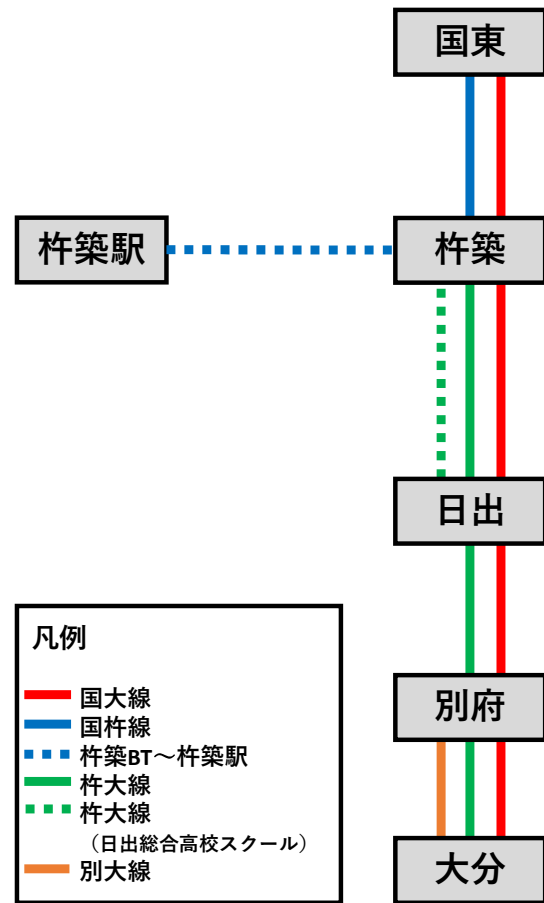 国東
杵築駅
杵築
日出
別府
大分
凡例
国大線
国杵線
杵築BT～杵築駅
杵大線
杵大線
（日出総合高校スクール）
別大線